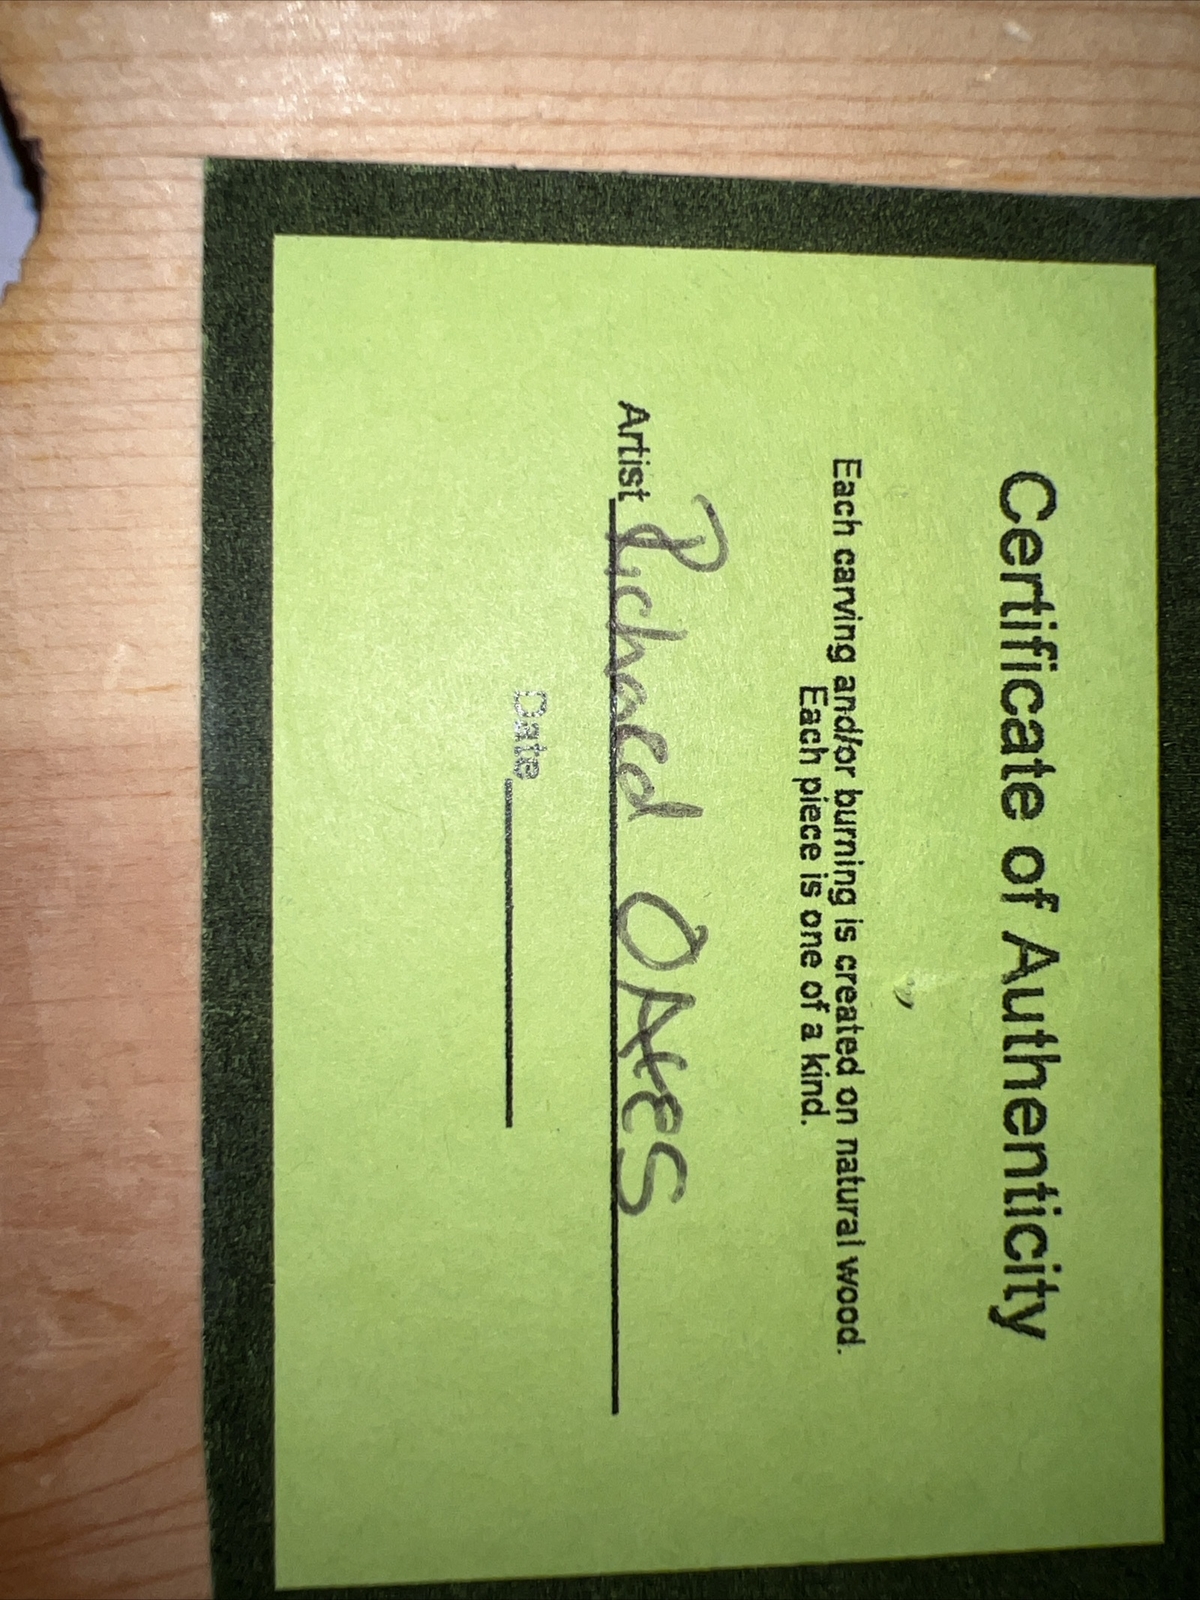 Certificate of Authenticity
Each carving and/or burning is created on natural wood.
Each piece is one of a kind.
Artist Richard OAKES
Date